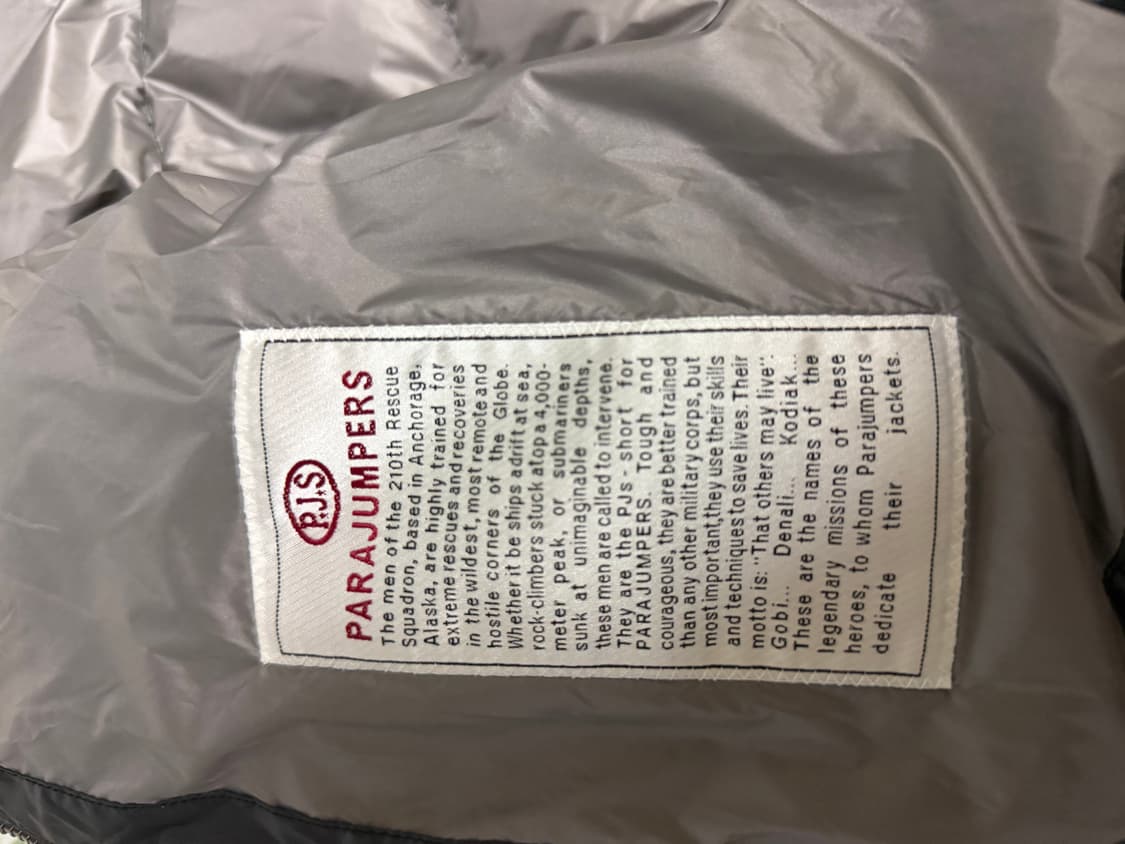 P.J.S
PARAJUMPERS
The men of the 210th Rescue
Squadron, based in Anchorage,
Alaska, are highly trained for
extreme rescues and recoveries
in the wildest, most remote and
hostile corners of the Globe.
Whether it be ships adrift at sea,
rock-climbers stuck atop a 4,000-
meter peak, or submariners
sunk at unimaginable depths,
these men are called to intervene.
They are the PJs - short for
PARAJUMPERS. Tough and
courageous, they are better trained
than any other military corps, but
most important, they use their skills
and techniques to save lives. Their
motto is: "That others may live".
Gobi... Denali... Kodiak...
These are the names of the
legendary missions of these
heroes, to whom Parajumpers
dedicate their jackets.